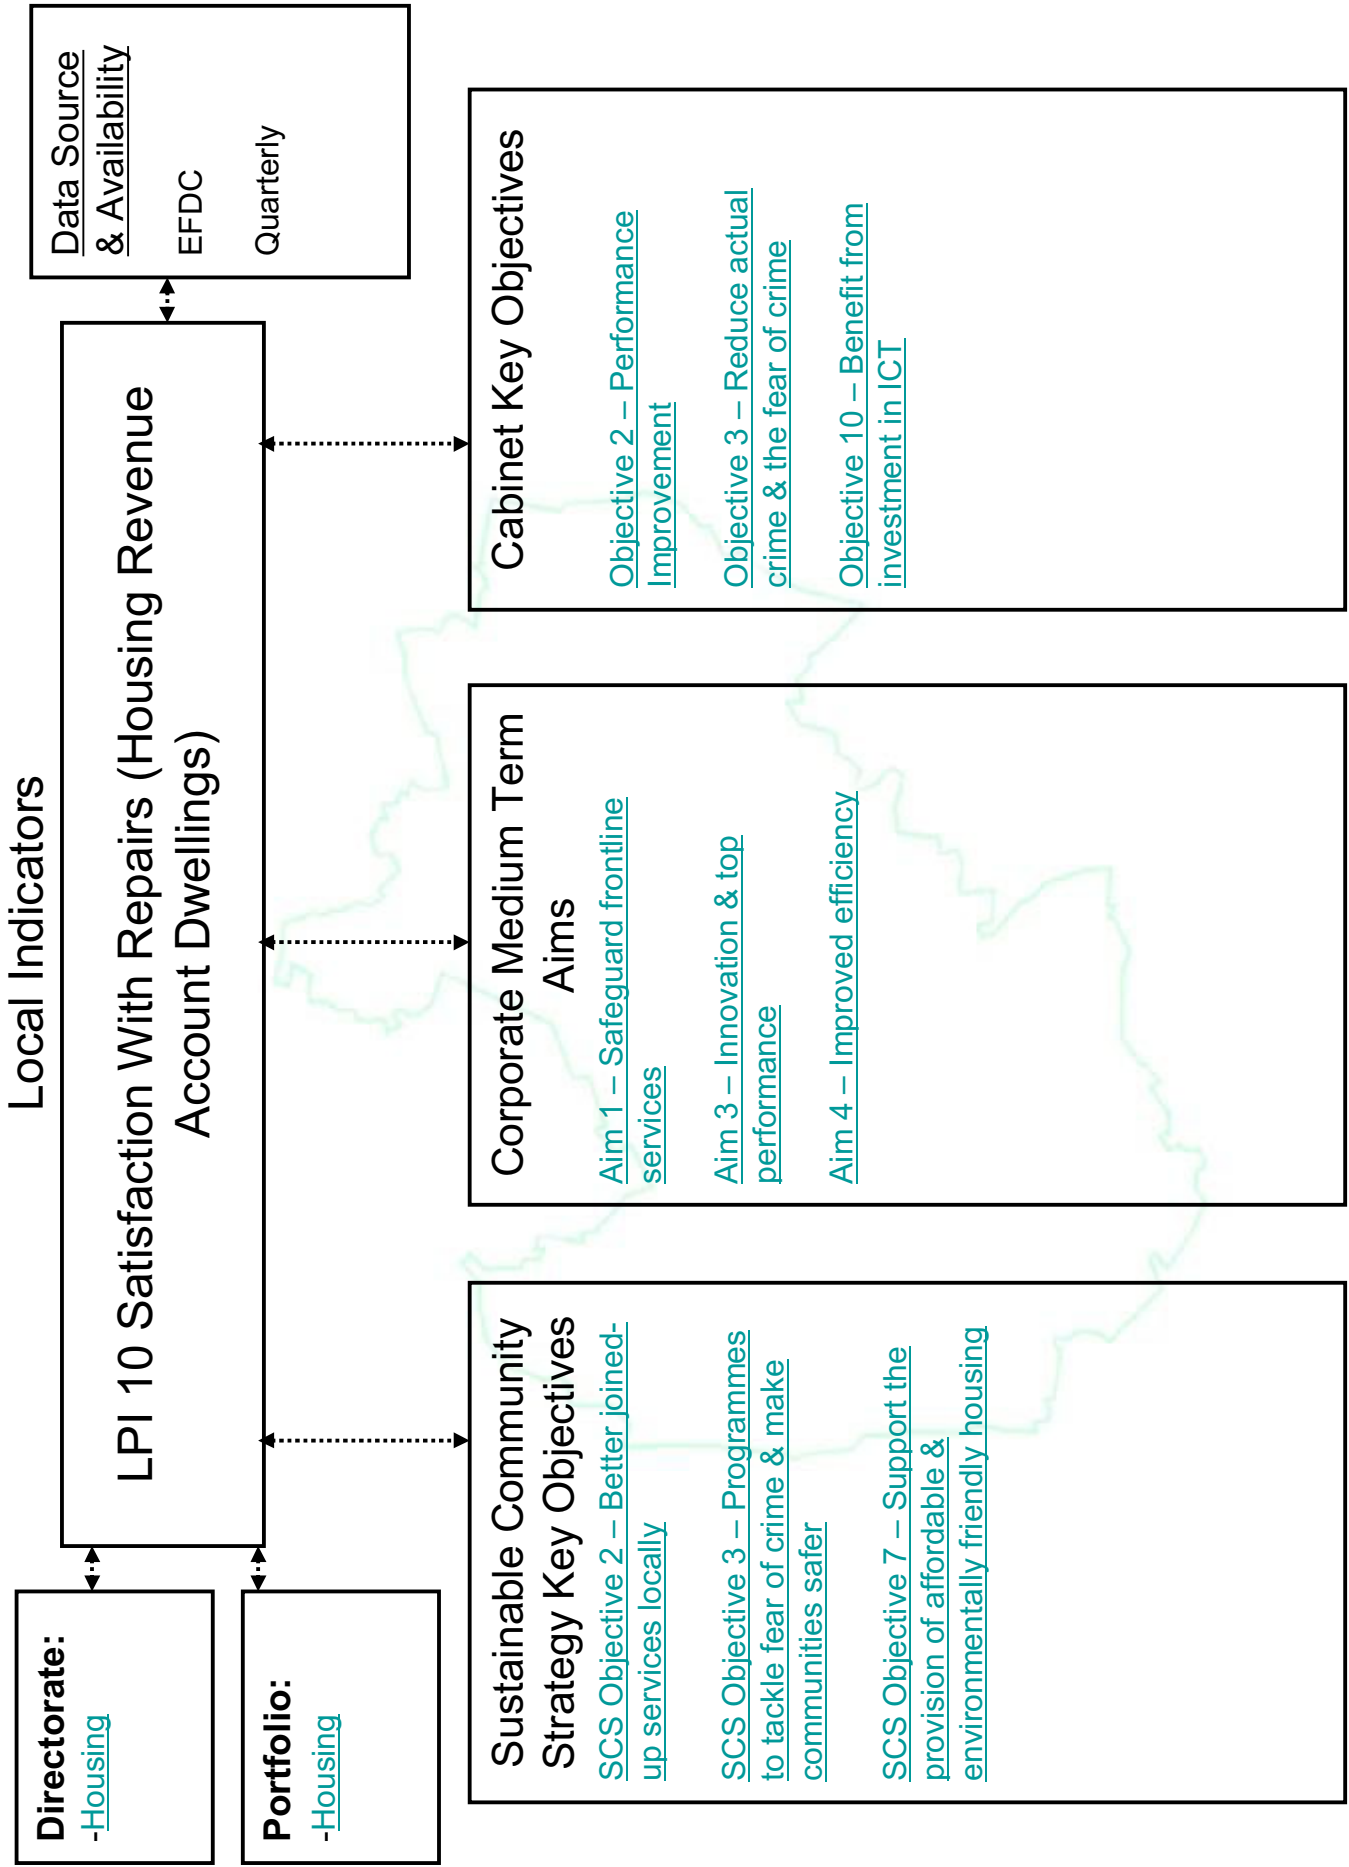 Local Indicators
Directorate:
-Housing
Portfolio:
-Housing
LPI 10 Satisfaction With Repairs (Housing Revenue
Account Dwellings)
Data Source
& Availability
EFDC
Quarterly
Sustainable Community
Strategy Key Objectives
SCS Objective 2 – Better joined-
up services locally
SCS Objective 3 – Programmes
to tackle fear of crime & make
communities safer
SCS Objective 7 – Support the
provision of affordable &
environmentally friendly housing
Corporate Medium Term
Aims
Aim 1 – Safeguard frontline
services
Aim 3 – Innovation & top
performance
Aim 4 – Improved efficiency
Cabinet Key Objectives
Objective 2 – Performance
Improvement
Objective 3 – Reduce actual
crime & the fear of crime
Objective 10 – Benefit from
investment in ICT